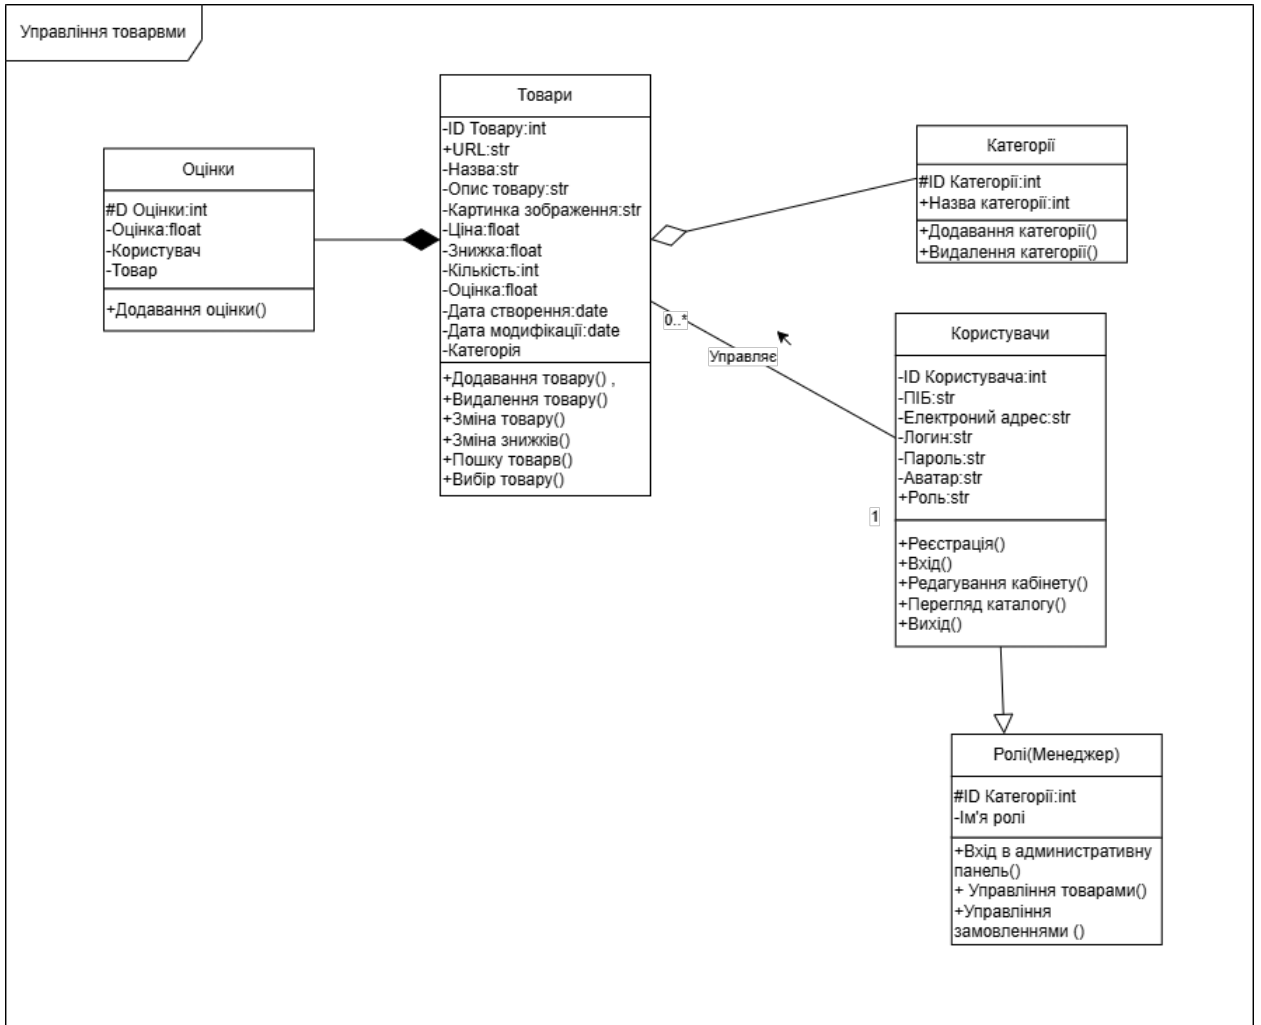 Управління товарвми
Товари
-ID Товару:int
+URL:str
-Назва:str
-Опис товару:str
-Картинка зображення:str
-Ціна:float
-Знижка:float
-Кількість:int
-Оцінка:float
-Дата створення:date
-Дата модифікації:date
-Категорія
+Додавання товару() ,
+Видалення товару()
+Зміна товару()
+Зміна знижків()
+Пошку товарв()
+Вибір товару()
Оцінки
#D Оцінки:int
-Оцінка:float
-Користувач
-Товар
+Додавання оцінки()
Категорії
#ID Категорії:int
+Назва категорії:int
+Додавання категорії()
+Видалення категорії()
0..*
Управляє
1
Користувачи
-ID Користувача:int
-ПІБ:str
-Електроний адрес:str
-Логин:str
-Пароль:str
-Аватар:str
+Роль:str
+Реєстрація()
+Вхід()
+Редагування кабінету()
+Перегляд каталогу()
+Вихід()
Ролі(Менеджер)
#ID Категорії:int
-Ім'я ролі
+Вхід в административну
панель()
+ Управління товарами()
+Управління
замовленнями ()